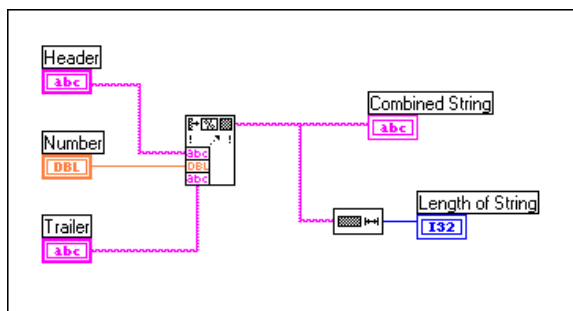 Header
abc
Number
DBL
Trailer
abc
%
abc
DBL
abc
Combined String
abc
Length of String
I32